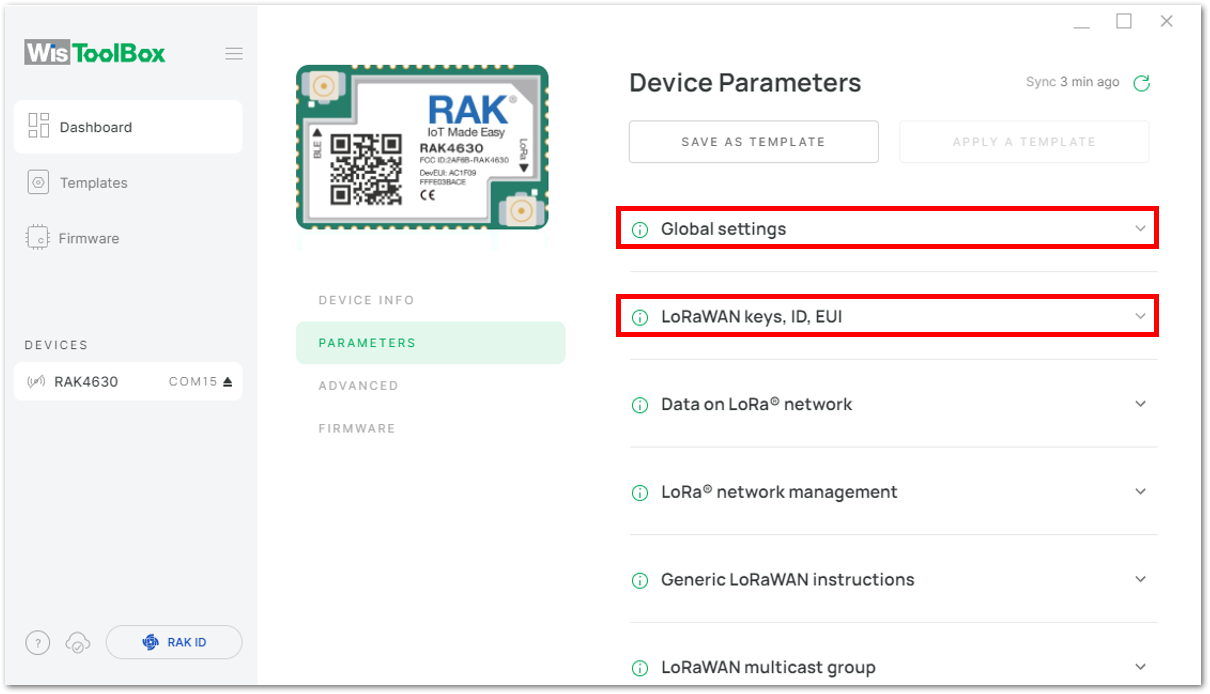 WisToolBox
Dashboard
Templates
Firmware
DEVICES
RAK4630 COM15
?
RAK ID
RAK®
IoT Made Easy
RAK4630
FCC ID:2AF6B-RAK4630
DevEUI: AC1F09
FFFE03BACE
CE
BLE
LoRa
DEVICE INFO
PARAMETERS
ADVANCED
FIRMWARE
Device Parameters
Sync 3 min ago
SAVE AS TEMPLATE
APPLY A TEMPLATE
Global settings
LoRaWAN keys, ID, EUI
Data on LoRa® network
LoRa® network management
Generic LoRaWAN instructions
LoRaWAN multicast group